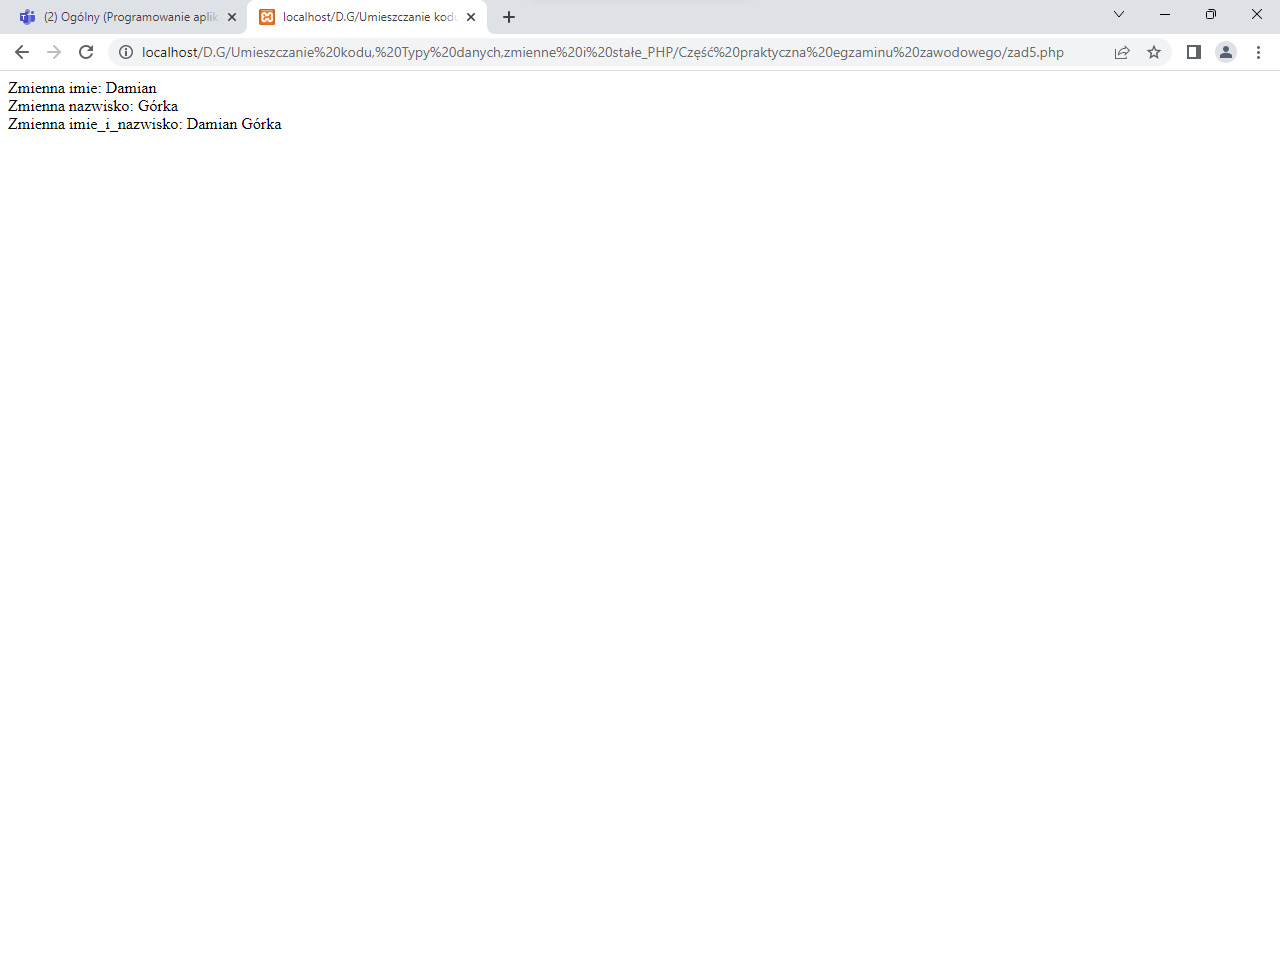 (2) Ogólny (Programowanie aplik
localhost/D.G/Umieszczanie kodu
localhost/D.G/Umieszczanie%20kodu,%20Typy%20danych,zmienne%20i%20stałe_PHP/Część%20praktyczna%20egzaminu%20zawodowego/zad5.php
Zmienna imie: Damian
Zmienna nazwisko: Górka
Zmienna imie_i_nazwisko: Damian Górka